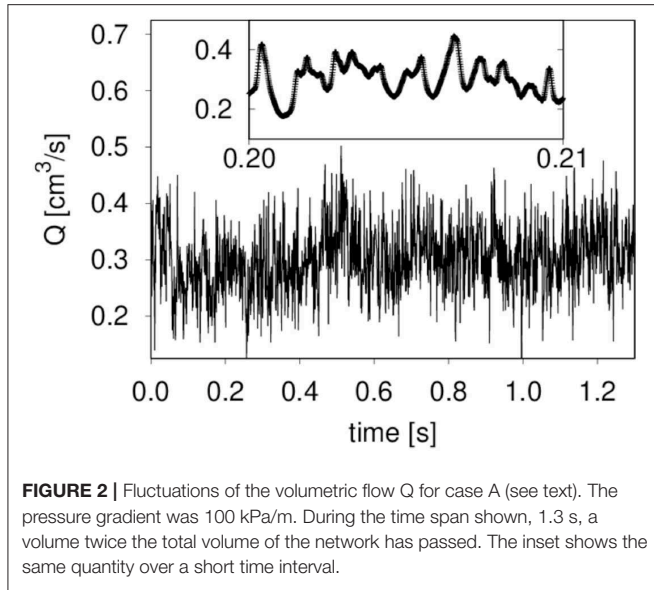 0.7
0.6
0.5
0.4
0.3
0.2
Q [cm³/s]
0.4
0.2
0.20 0.21
0.0 0.2 0.4 0.6 0.8 1.0 1.2
time [s]
FIGURE 2 | Fluctuations of the volumetric flow Q for case A (see text). The
pressure gradient was 100 kPa/m. During the time span shown, 1.3 s, a
volume twice the total volume of the network has passed. The inset shows the
same quantity over a short time interval.